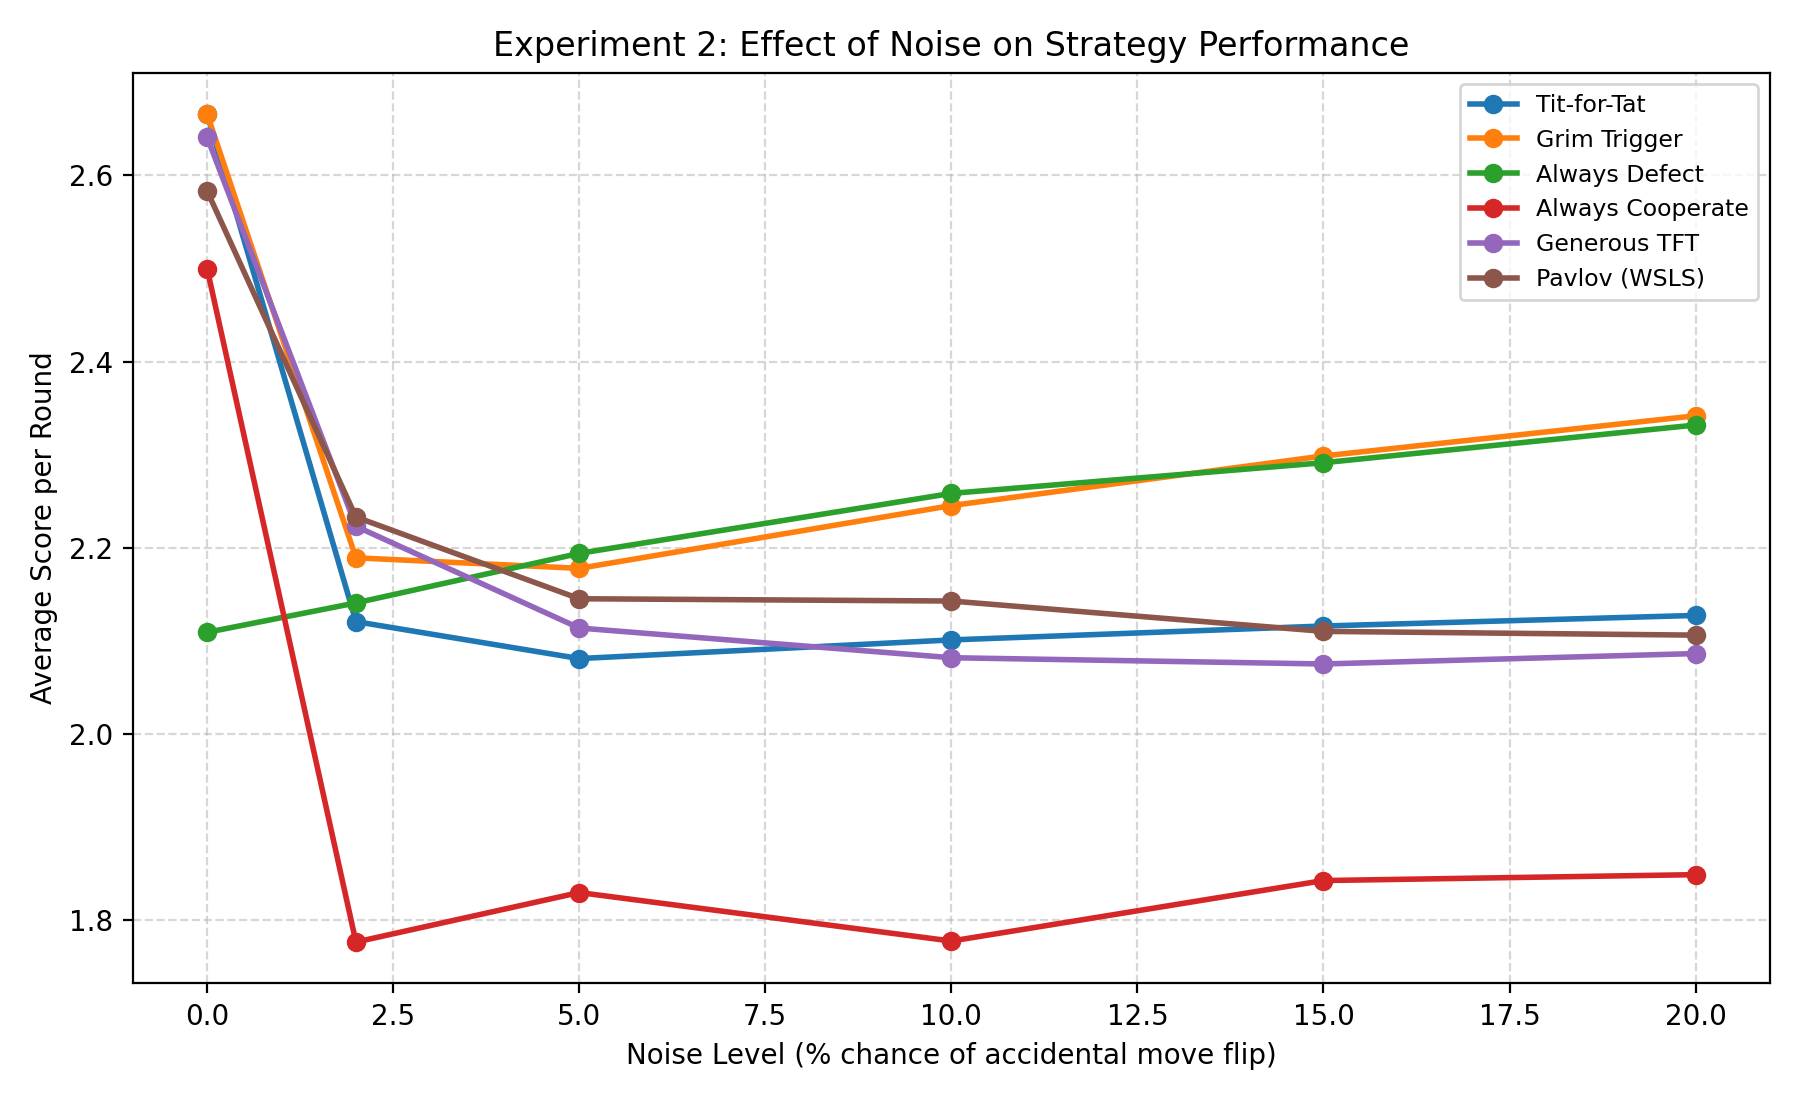 Experiment 2: Effect of Noise on Strategy Performance
Tit-for-Tat
Grim Trigger
Always Defect
Always Cooperate
Generous TFT
Pavlov (WSLS)
Average Score per Round
2.6
2.4
2.2
2.0
1.8
0.0 2.5 5.0 7.5 10.0 12.5 15.0 17.5 20.0
Noise Level (% chance of accidental move flip)